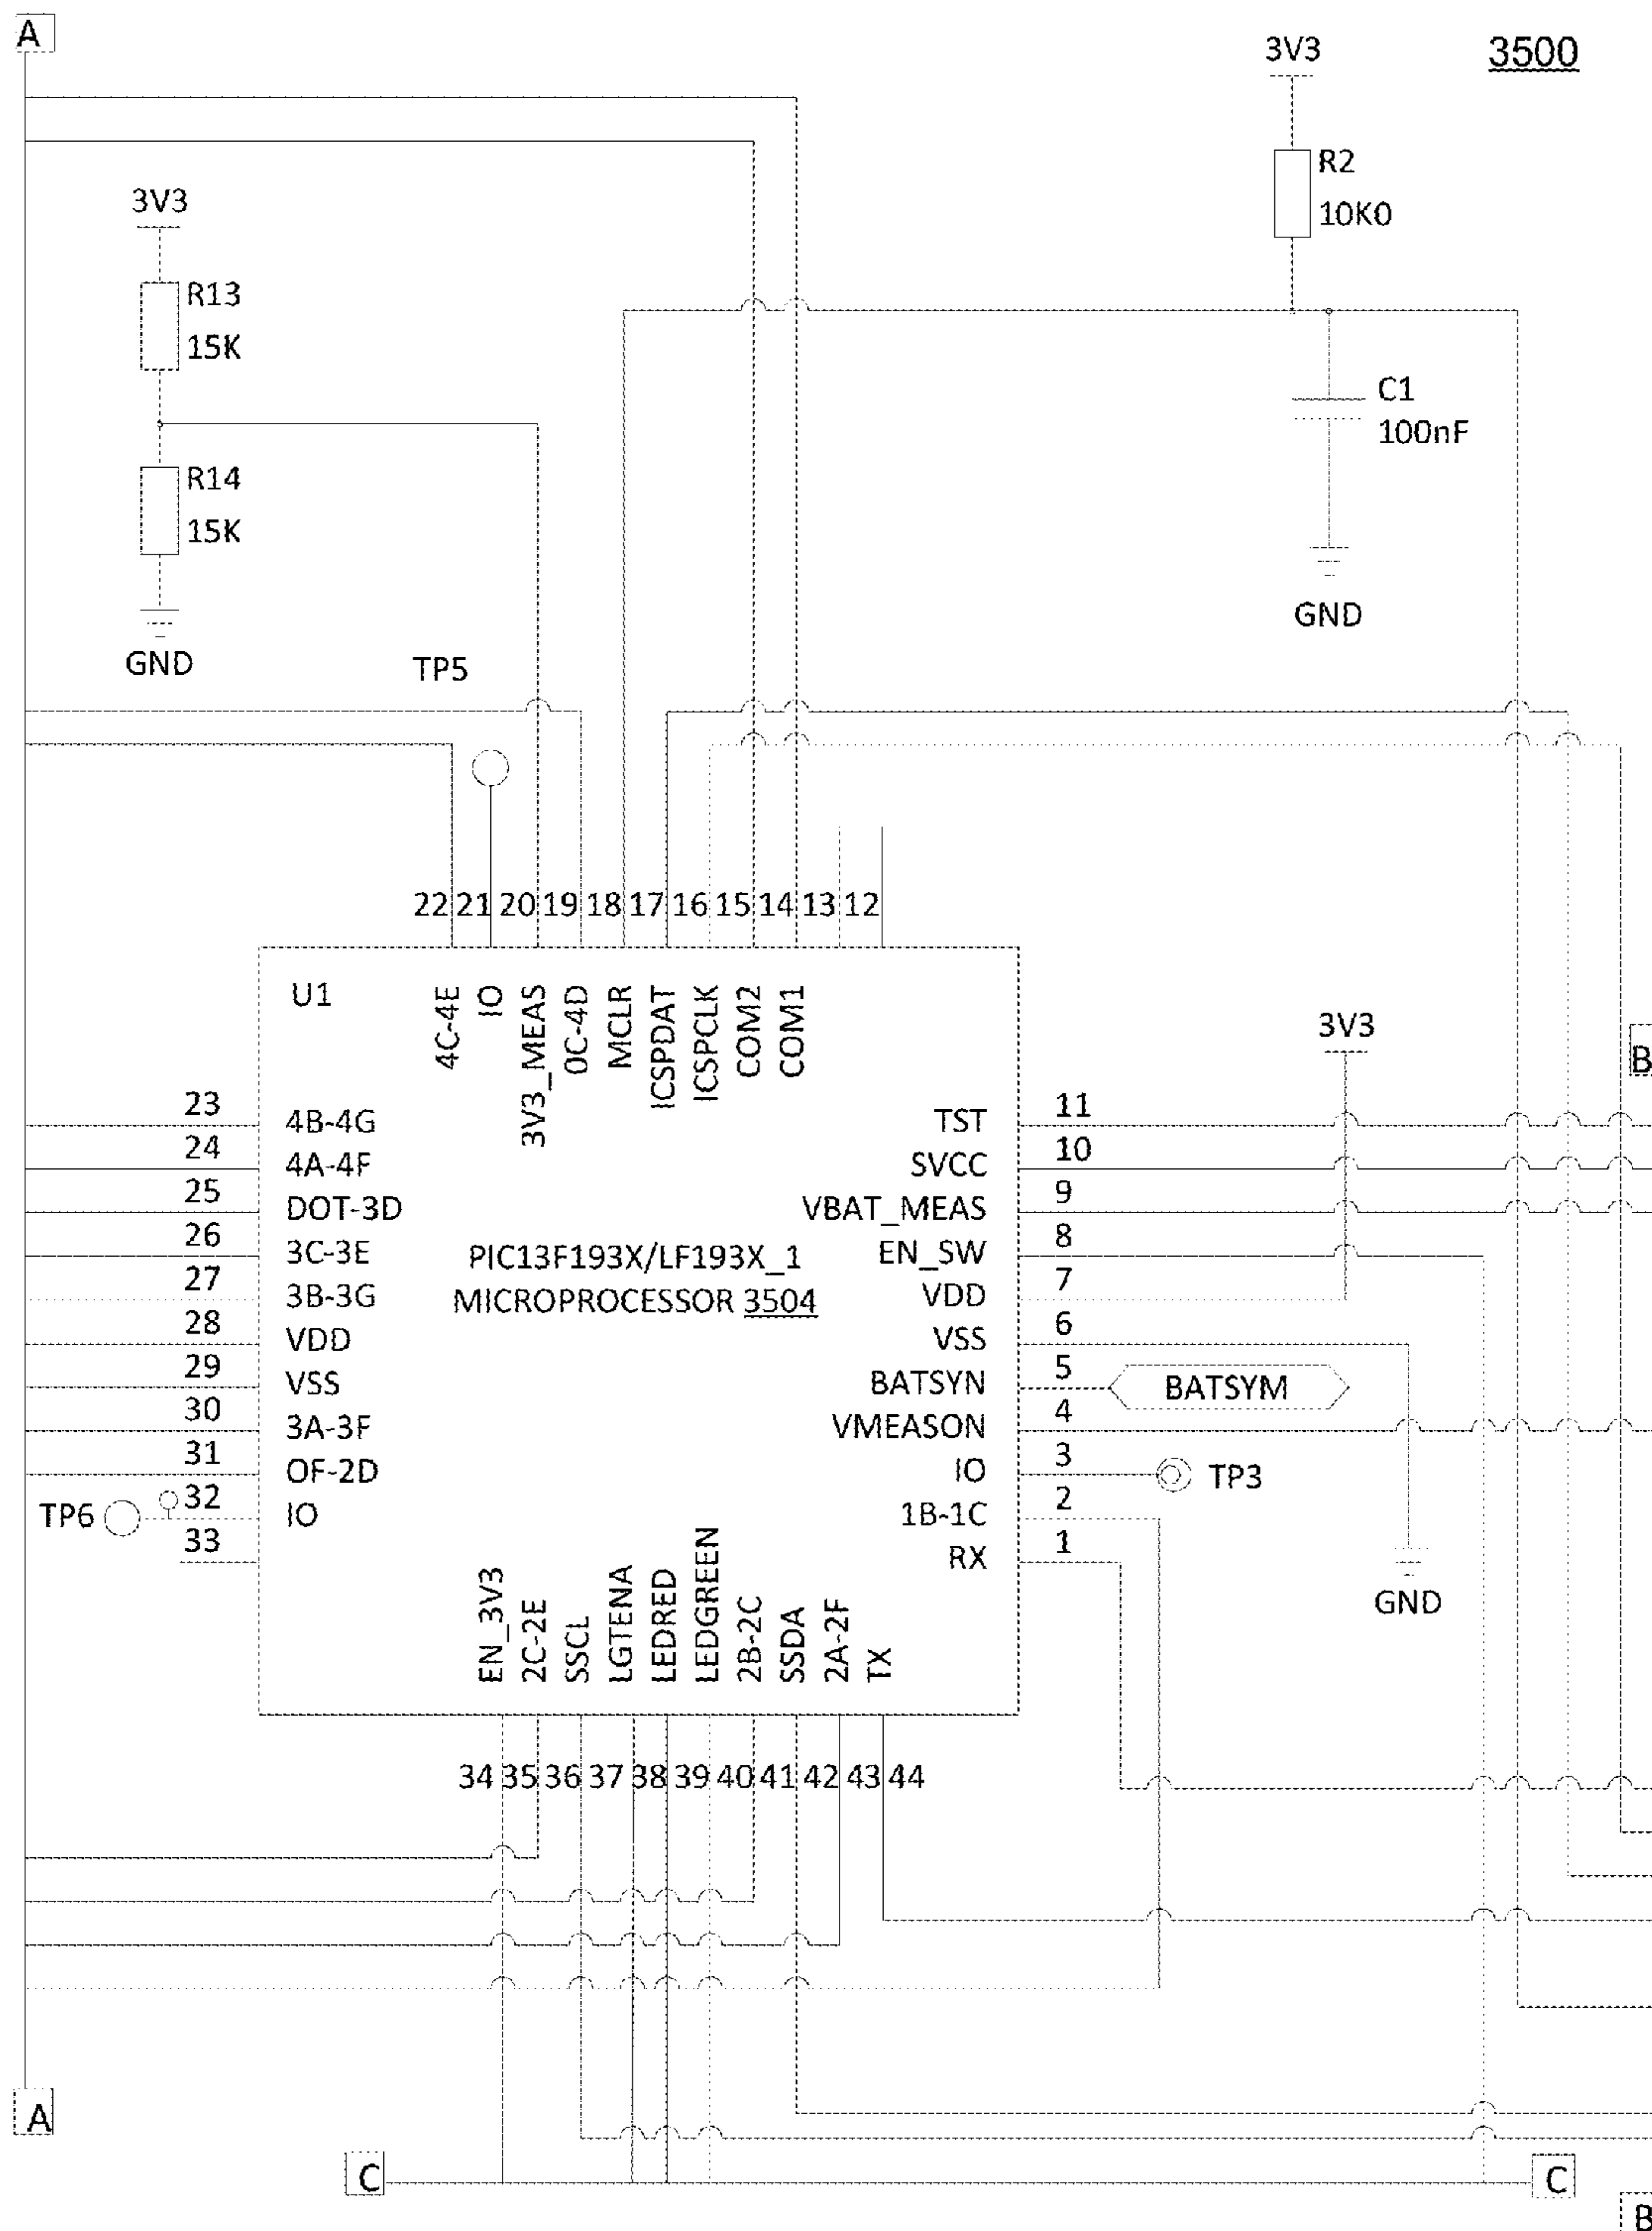 A
3V3
3500
R2
10K0
3V3
R13
15K
C1
100nF
R14
15K
GND
GND
TP5
22 21 20 19 18 17 16 15 14 13 12
U1
4C-4E
IO
3V3_MEAS
0C-4D
MCLR
ICSPDAT
ICSPCLK
COM2
COM1
3V3
B
23 4B-4G
24 4A-4F
25 DOT-3D
26 3C-3E
27 3B-3G
28 VDD
29 VSS
30 3A-3F
31 OF-2D
TP6 32 IO
33
PIC13F193X/LF193X_1
MICROPROCESSOR 3504
TST 11
SVCC 10
VBAT_MEAS 9
EN_SW 8
VDD 7
VSS 6
BATSYN 5 BATSYM
VMEASON 4
IO 3 TP3
1B-1C 2
RX 1
GND
EN_3V3
2C-2E
SSCL
LGTENA
LEDRED
LEDGREEN
2B-2C
SSDA
2A-2F
TX
34 35 36 37 38 39 40 41 42 43 44
A
C
C
B